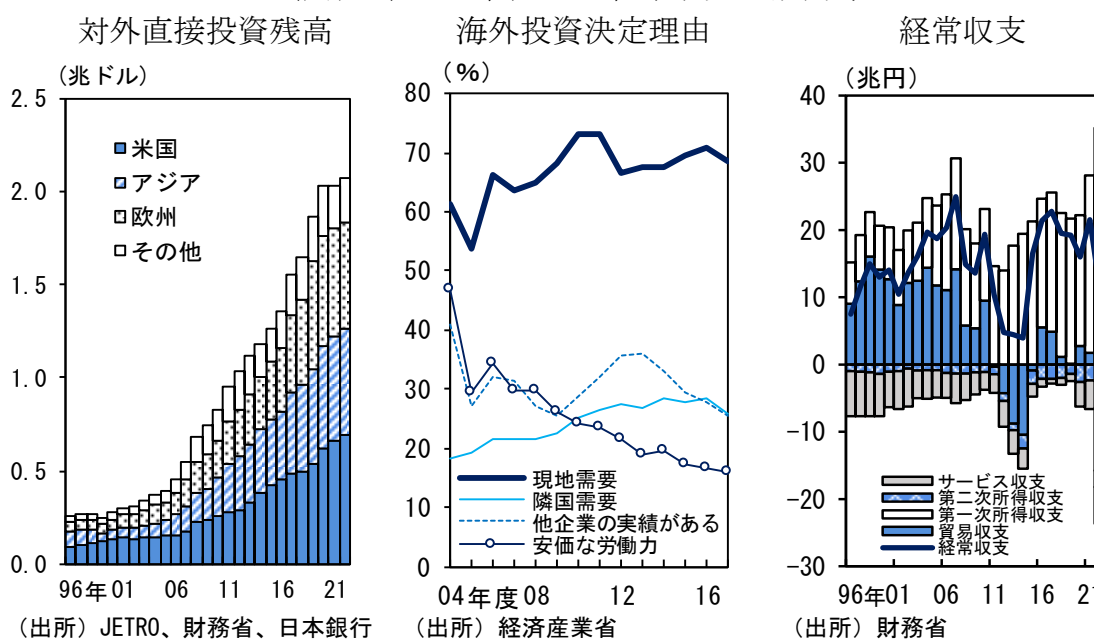 対外直接投資残高
（兆ドル）
2.5
2.0
1.5
1.0
0.5
0.0
米国
アジア
欧州
その他
96年 01 06 11 16 21
（出所）JETRO、財務省、日本銀行
海外投資決定理由
（％）
80
70
60
50
40
30
20
10
0
現地需要
隣国需要
他企業の実績がある
安価な労働力
04年度 08 12 16
（出所）経済産業省
経常収支
（兆円）
40
30
20
10
0
-10
-20
-30
サービス収支
第二次所得収支
第一次所得収支
貿易収支
経常収支
96年01 06 11 16
（出所）財務省